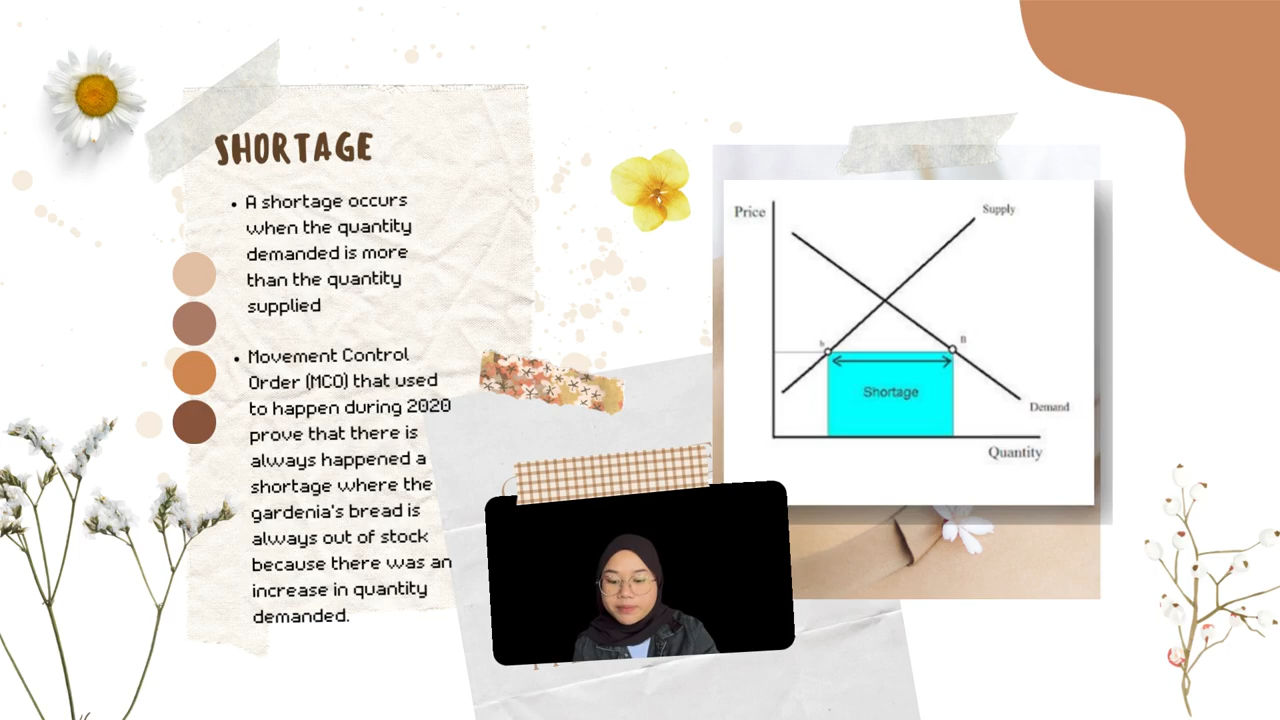 SHORTAGE
• A shortage occurs
when the quantity
demanded is more
than the quantity
supplied
• Movement Control
Order (MCO) that used
to happen during 2020
prove that there is
always happened a
shortage where the
gardenia's bread is
always out of stock
because there was an
increase in quantity
demanded.
Price
Supply
b
B
Shortage
Demand
Quantity